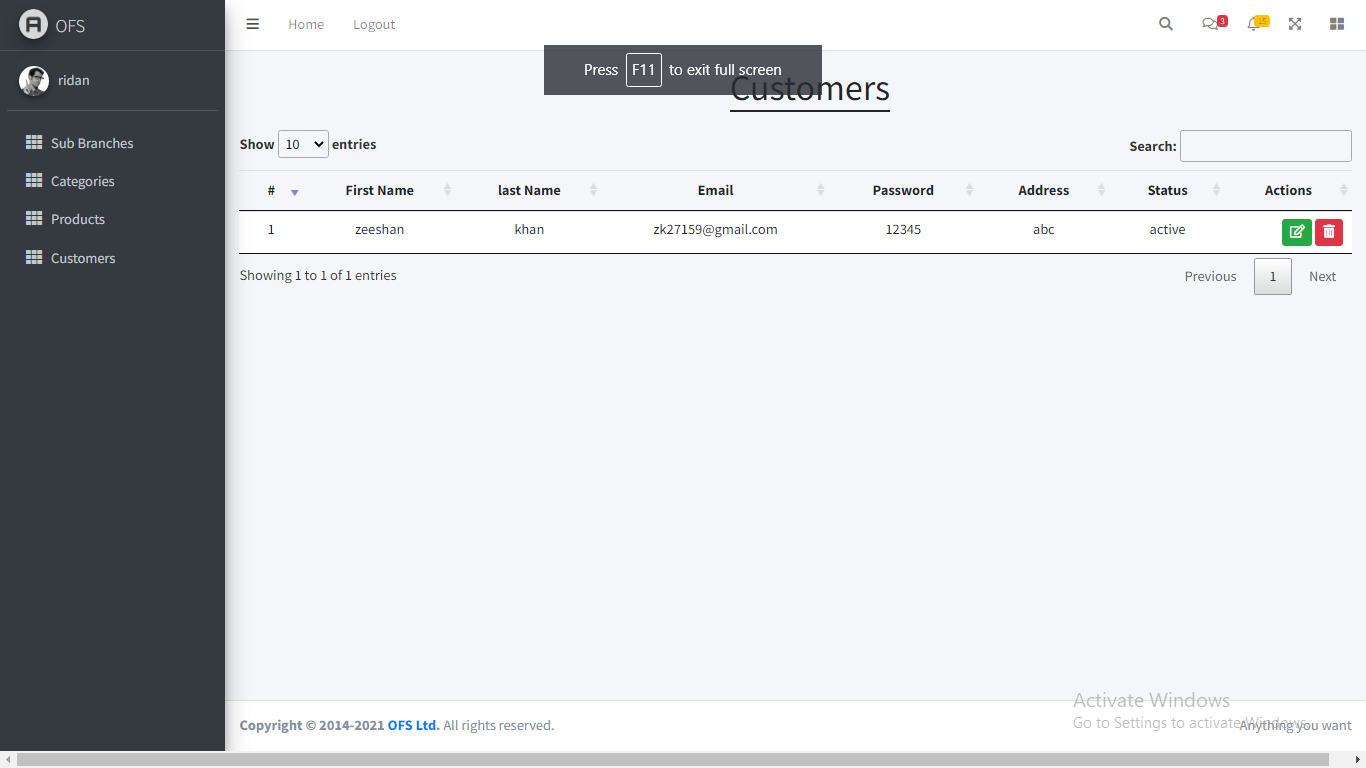 OFS
Home Logout
3 15
ridan
Press F11 to exit full screen
Customers
Sub Branches
Categories
Products
Customers
Show 10 entries
Search:
# First Name last Name Email Password Address Status Actions
1 zeeshan khan zk27159@gmail.com 12345 abc active
Showing 1 to 1 of 1 entries
Previous 1 Next
Activate Windows
Go to Settings to activate Windows.
Copyright © 2014-2021 OFS Ltd. All rights reserved.
Anything you want